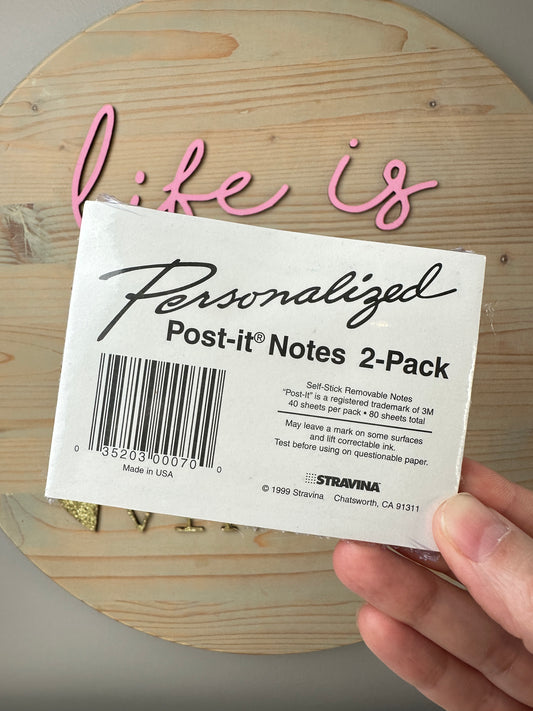 life is
Personalized
Post-it® Notes 2-Pack
Self-Stick Removable Notes
"Post-It" is a registered trademark of 3M
40 sheets per pack • 80 sheets total
May leave a mark on some surfaces
and lift correctable ink.
Test before using on questionable paper.
0 35203 00070 0
Made in USA
STRAVINA
© 1999 Stravina Chatsworth, CA 91311